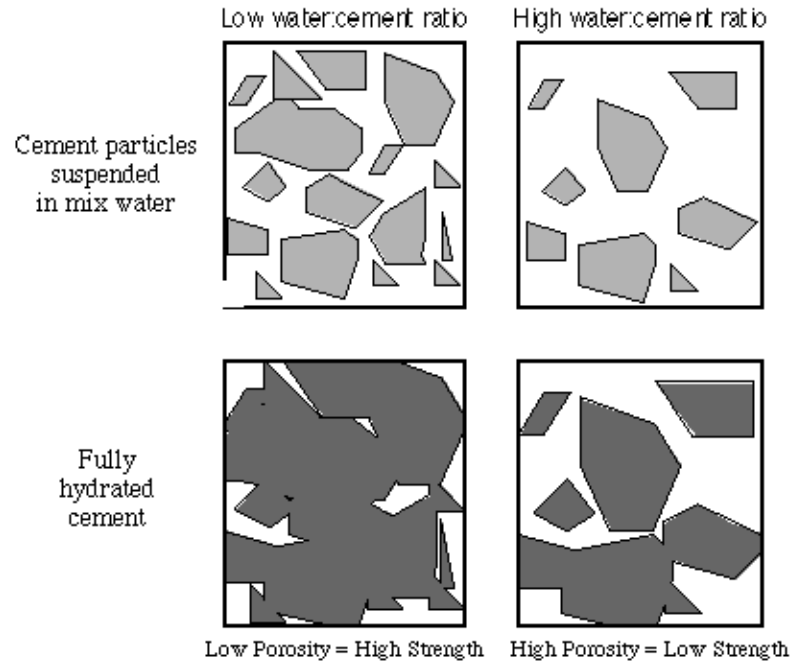 Low water:cement ratio
High water:cement ratio
Cement particles
suspended
in mix water
Fully
hydrated
cement
Low Porosity = High Strength
High Porosity = Low Strength